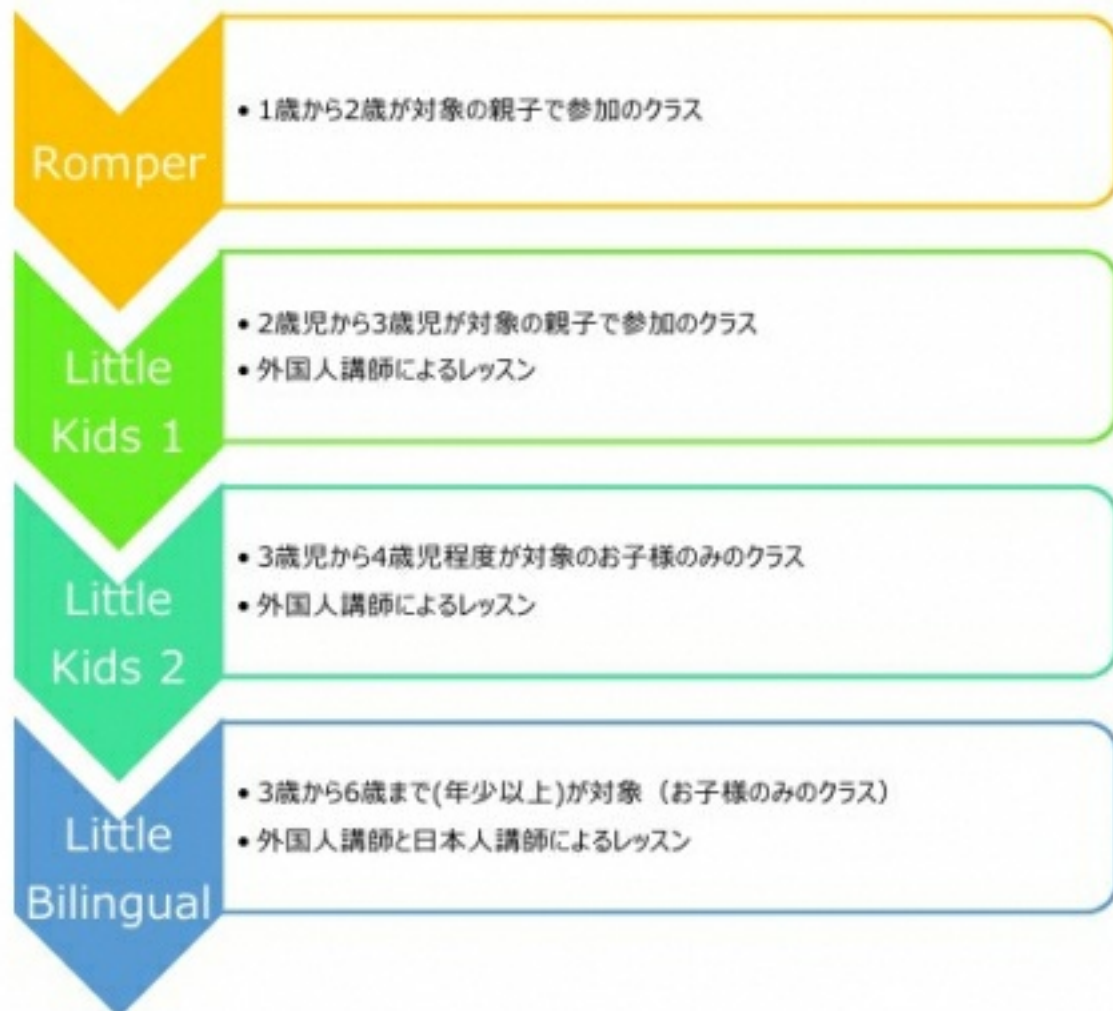 Romper
• 1歳から2歳が対象の親子で参加のクラス
Little
Kids 1
• 2歳児から3歳児が対象の親子で参加のクラス
• 外国人講師によるレッスン
Little
Kids 2
• 3歳児から4歳児程度が対象のお子様のみのクラス
• 外国人講師によるレッスン
Little
Bilingual
• 3歳から6歳まで(年少以上)が対象（お子様のみのクラス）
• 外国人講師と日本人講師によるレッスン